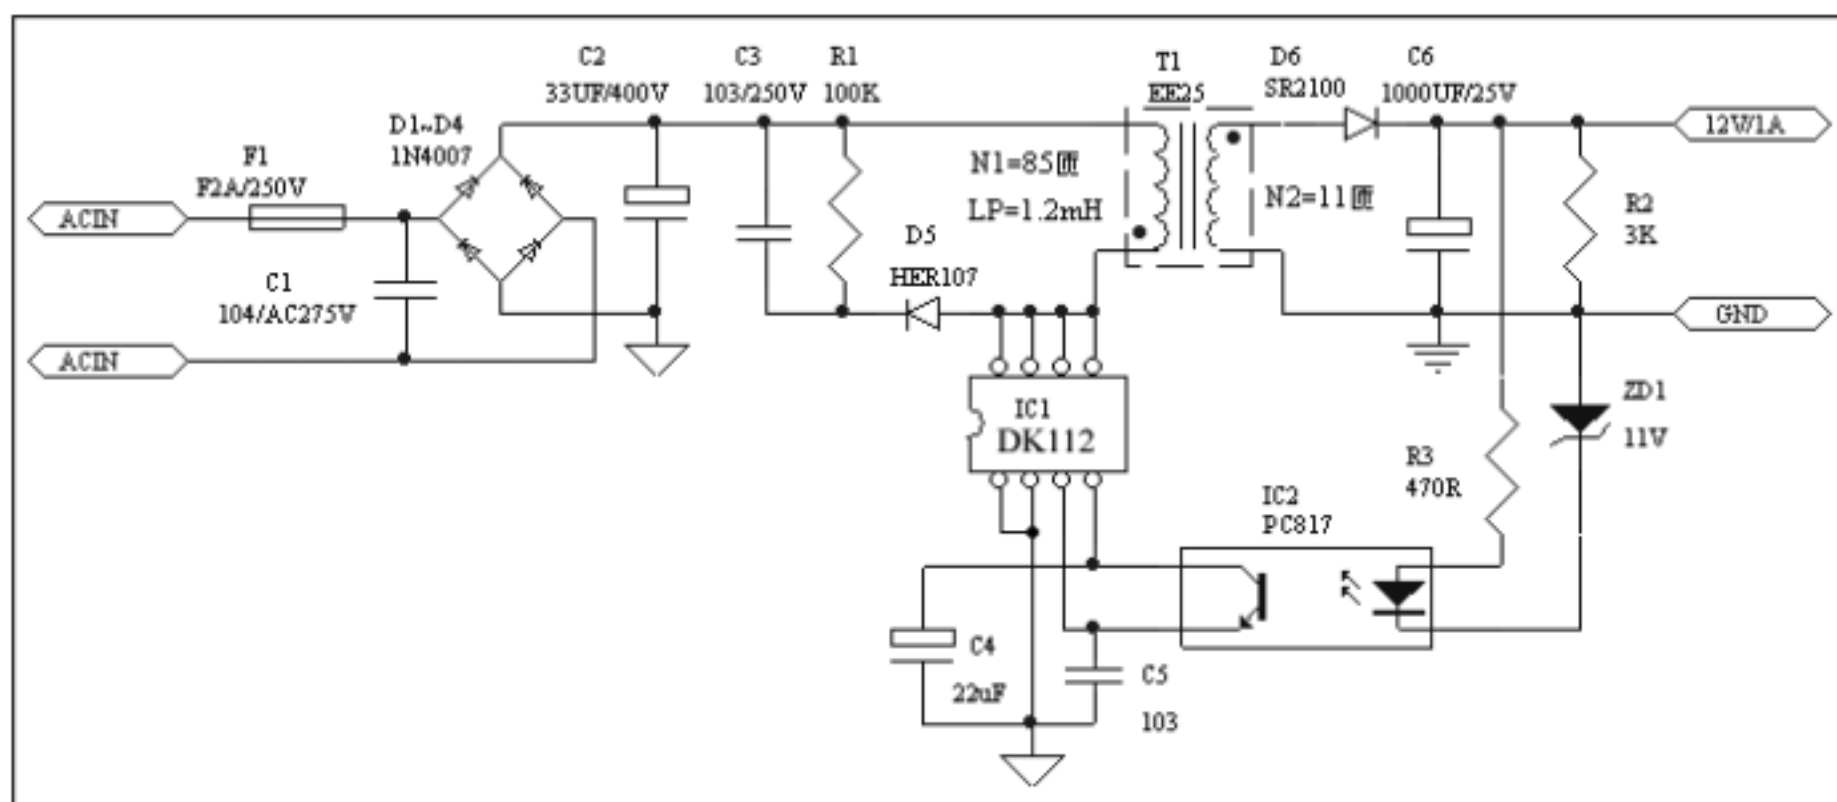 C2
33UF/400V
C3
103/250V
R1
100K
T1
EE25
D6
SR2100
C6
1000UF/25V
D1~D4
1N4007
F1
F2A/250V
ACIN
C1
104/AC275V
ACIN
N1=85匝
LP=1.2mH
N2=11匝
D5
HER107
12V/1A
R2
3K
GND
IC1
DK112
ZD1
11V
R3
470R
IC2
PC817
C4
22uF
C5
103